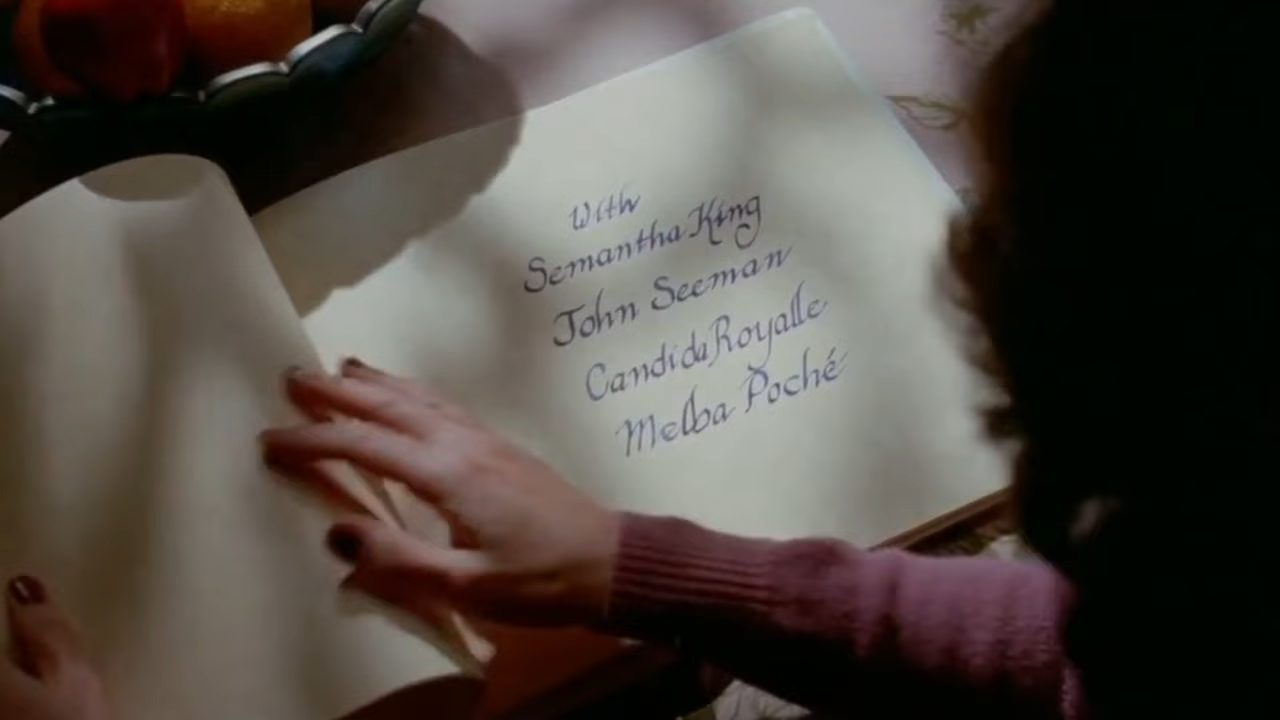 With
Semantha King
John Seeman
Candida Royalle
Melba Poché